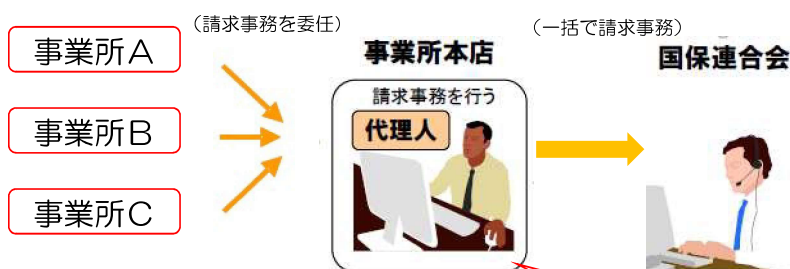 （請求事務を委任）
（一括で請求事務）
事業所A
事業所B
事業所C
事業所本店
請求事務を行う
代理人
国保連合会